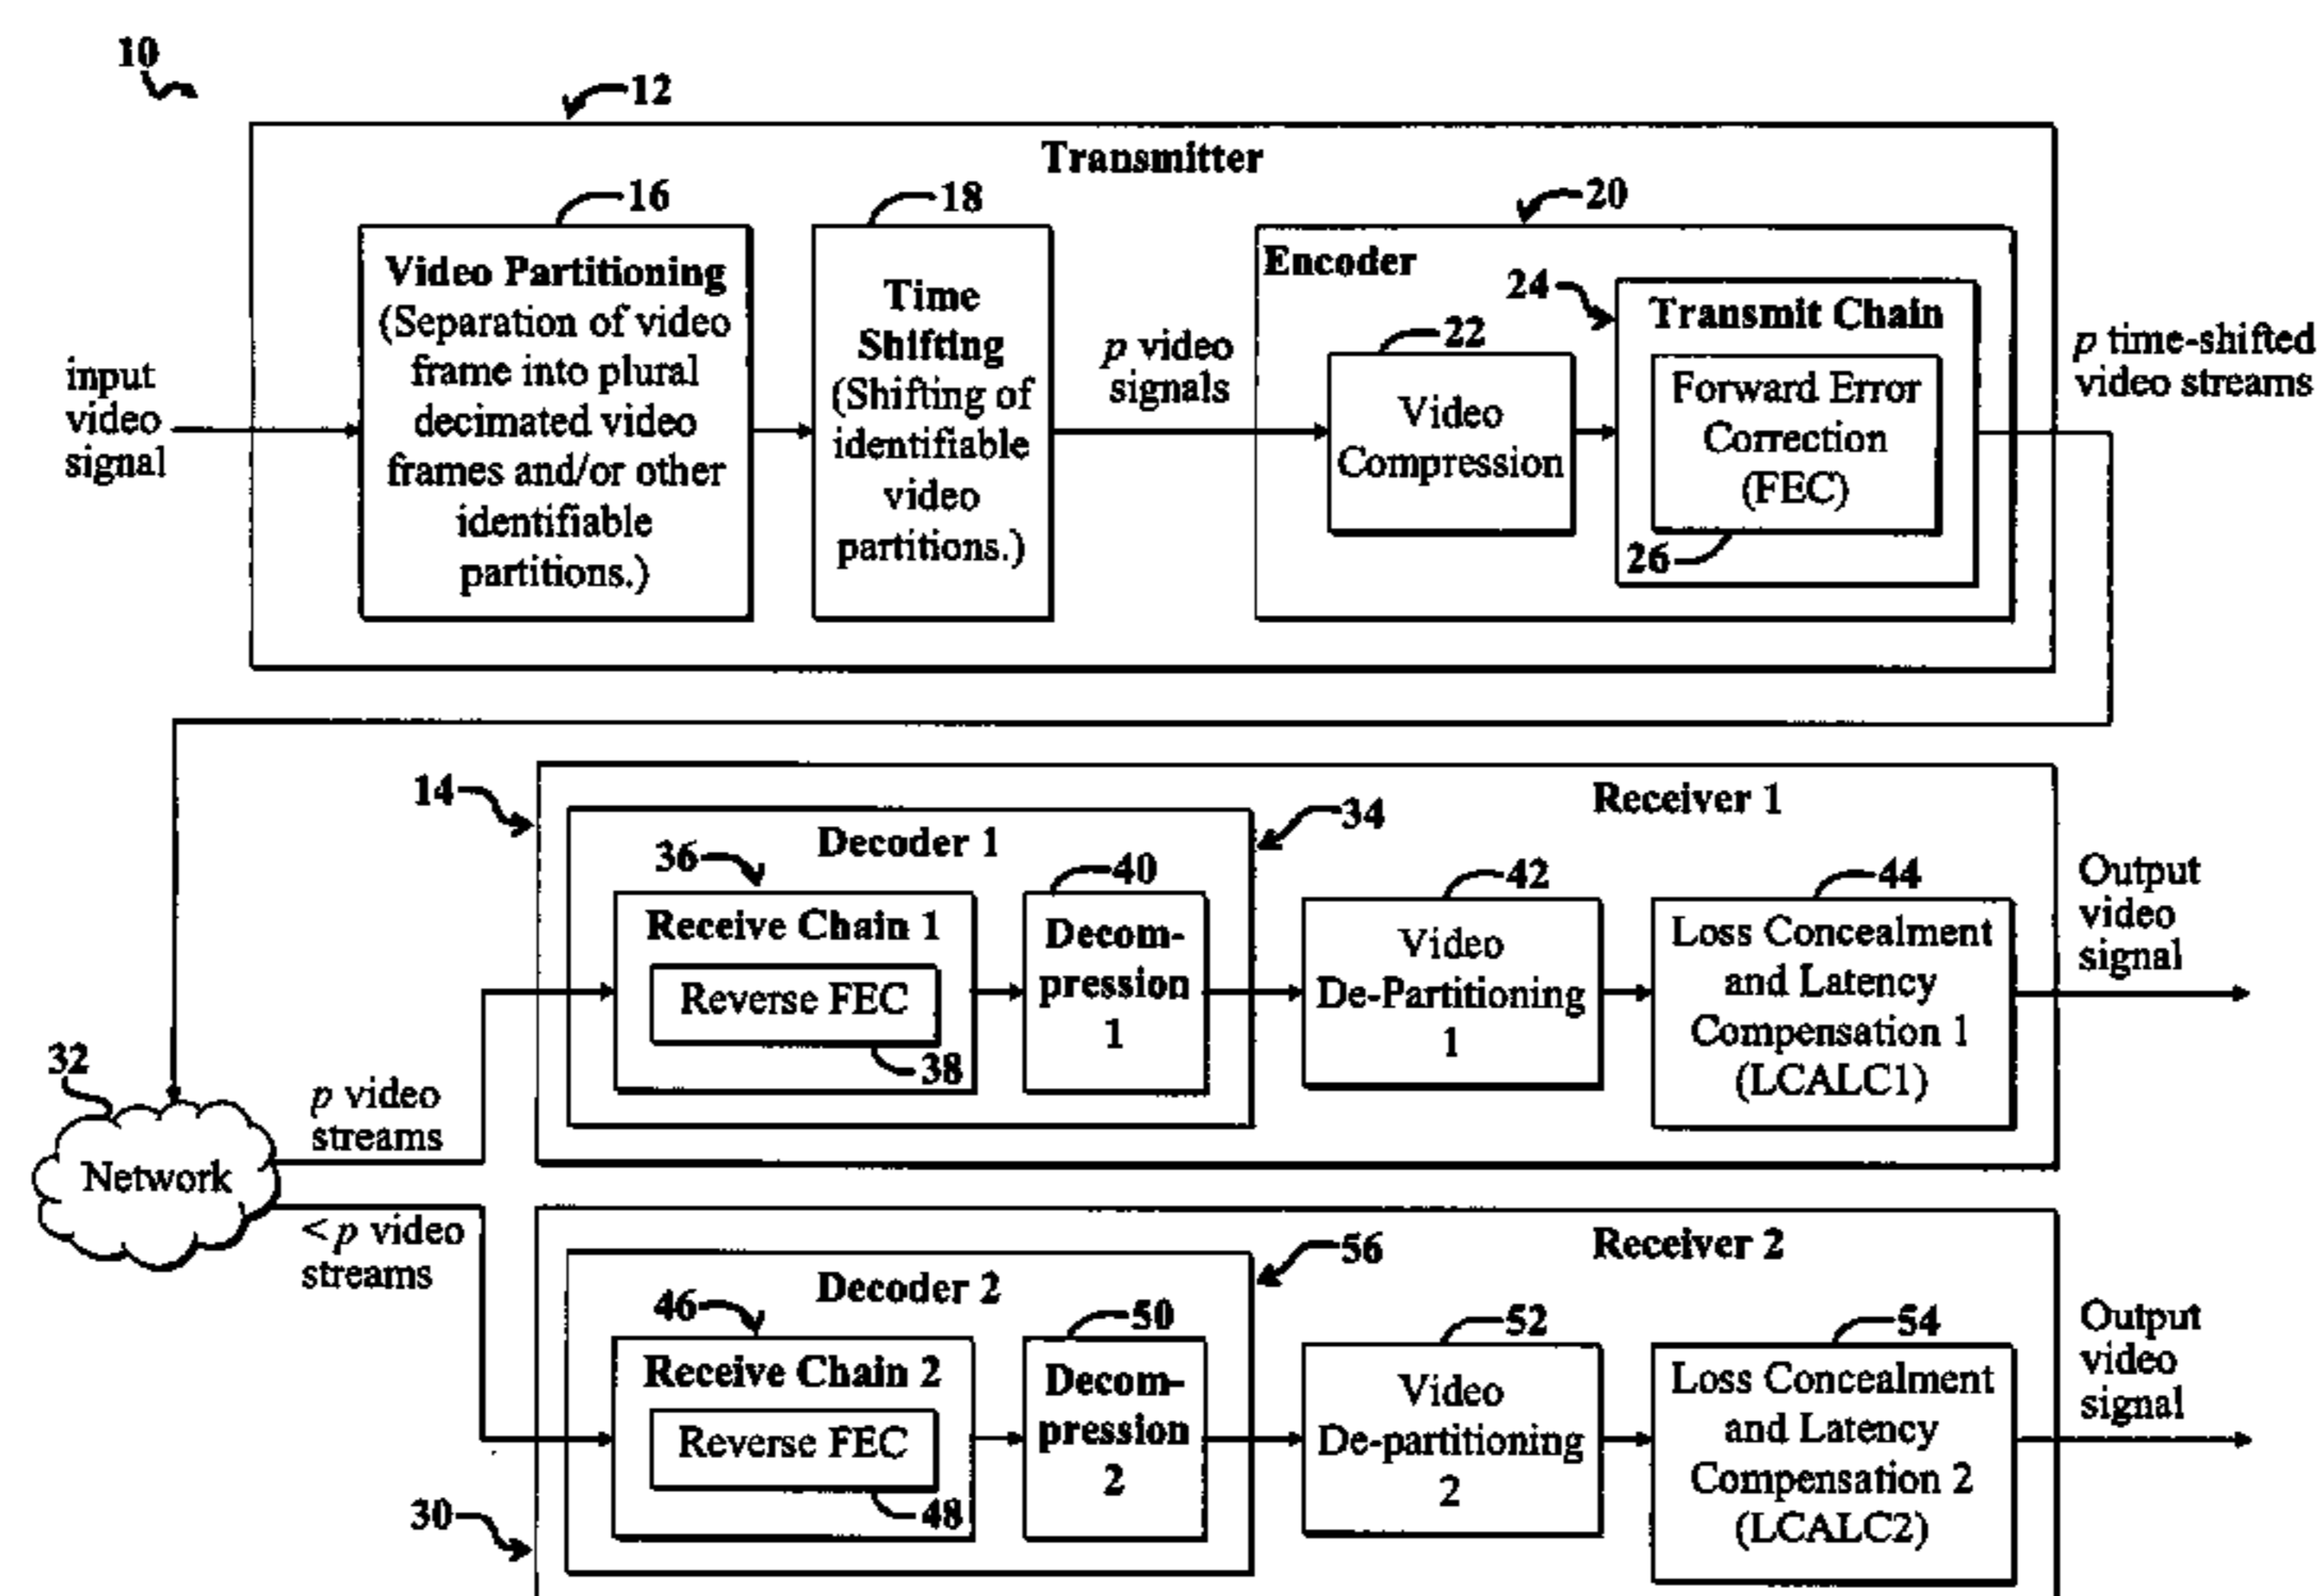 10
12
Transmitter
16
18
20
Video Partitioning
(Separation of video
frame into plural
decimated video
frames and/or other
identifiable
partitions.)
Time
Shifting
(Shifting of
identifiable
video
partitions.)
Encoder
24
Transmit Chain
22
Video
Compression
Forward Error
Correction
(FEC)
26
input
video
signal
p video
signals
p time-shifted
video streams
14
Receiver 1
Decoder 1
34
36
40
42
44
Receive Chain 1
Reverse FEC
38
Decom-
pression
1
Video
De-Partitioning
1
Loss Concealment
and Latency
Compensation 1
(LCALC1)
Output
video
signal
32
Network
p video
streams
< p video
streams
Receiver 2
Decoder 2
56
46
50
52
54
Receive Chain 2
Reverse FEC
48
Decom-
pression
2
Video
De-partitioning
2
Loss Concealment
and Latency
Compensation 2
(LCALC2)
Output
video
signal
30